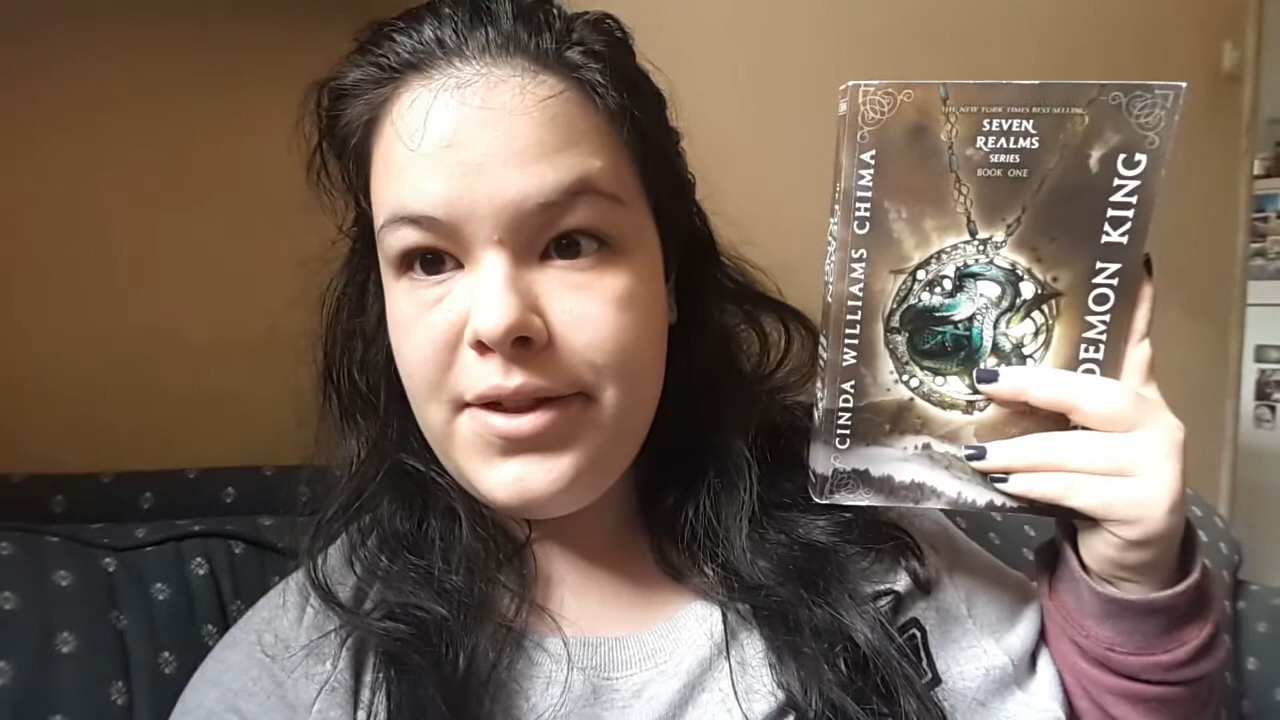 THE NEW YORK TIMES BEST-SELLING
SEVEN
REALMS
SERIES
BOOK ONE
CINDA WILLIAMS CHIMA
DEMON KING